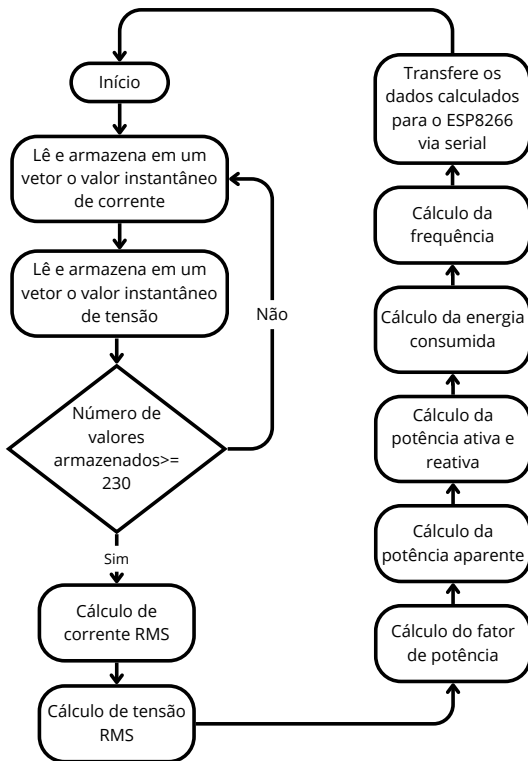 Início
Lê e armazena em um
vetor o valor instantâneo
de corrente
Lê e armazena em um
vetor o valor instantâneo
de tensão
Não
Número de
valores
armazenados>=
230
Sim
Cálculo de
corrente RMS
Cálculo de tensão
RMS
Cálculo do fator
de potência
Cálculo da
potência aparente
Cálculo da
potência ativa e
reativa
Cálculo da energia
consumida
Cálculo da
frequência
Transfere os
dados calculados
para o ESP8266
via serial